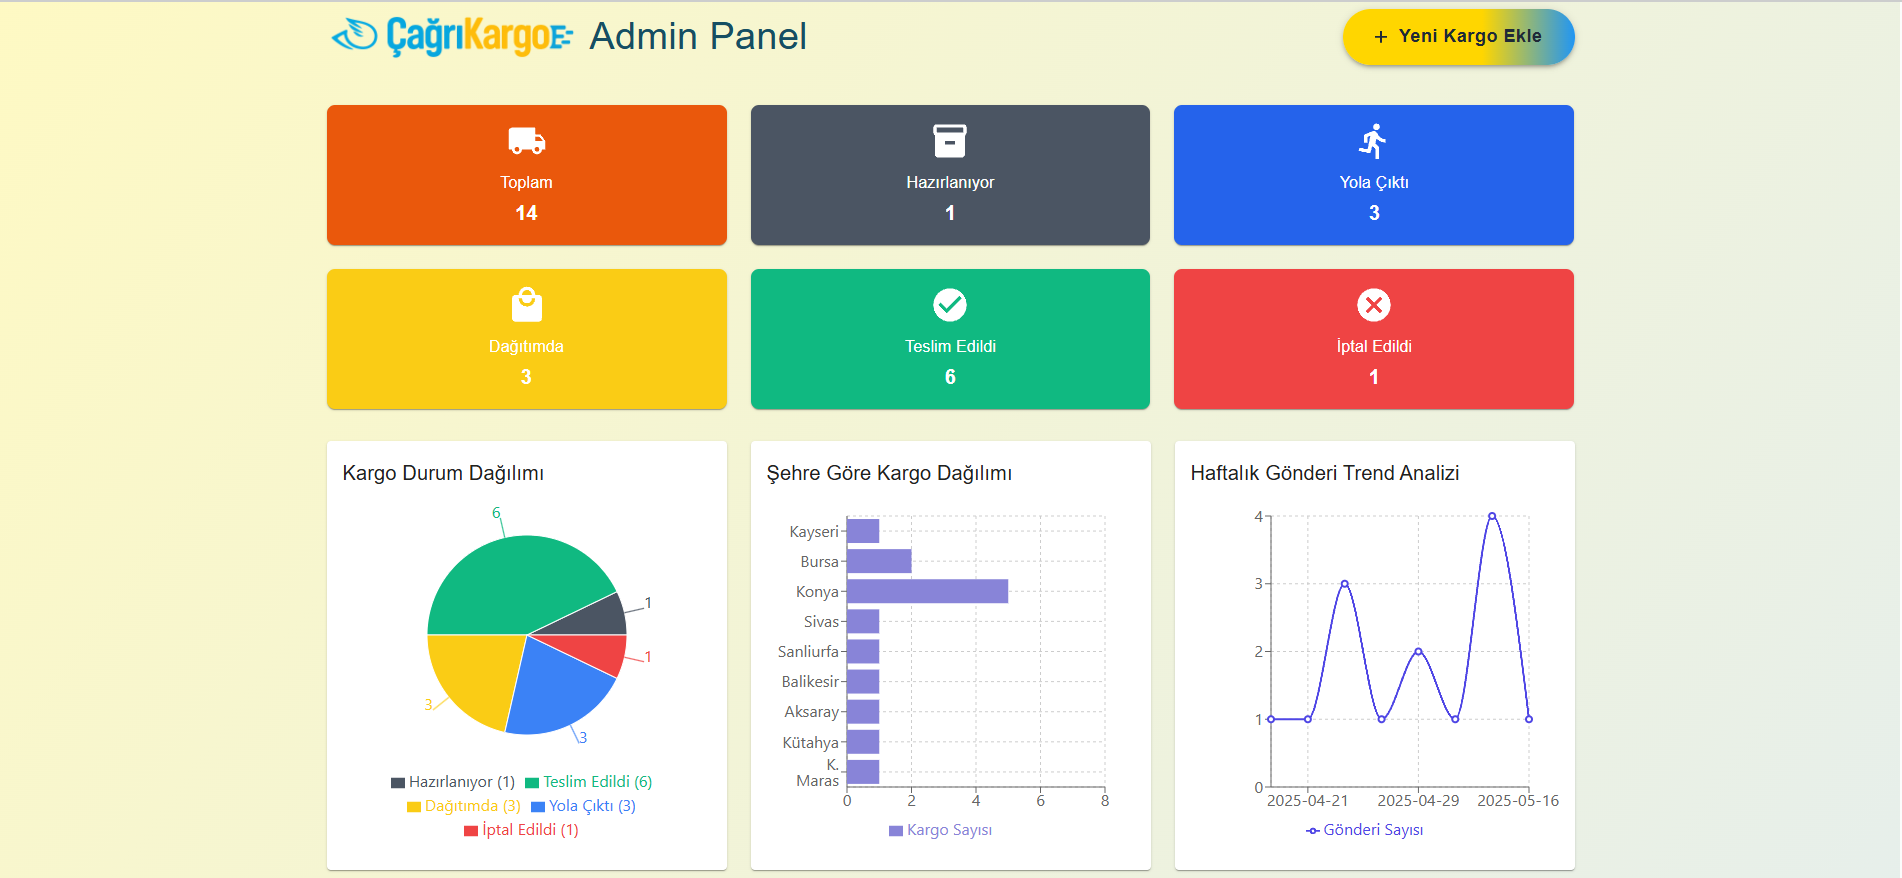 ÇağrıKargo Admin Panel
+ Yeni Kargo Ekle
Toplam
14
Hazırlanıyor
1
Yola Çıktı
3
Dağıtımda
3
Teslim Edildi
6
İptal Edildi
1
Kargo Durum Dağılımı
6
1
1
3
3
Hazırlanıyor (1) Teslim Edildi (6)
Dağıtımda (3) Yola Çıktı (3)
İptal Edildi (1)
Şehre Göre Kargo Dağılımı
Kayseri
Bursa
Konya
Sivas
Sanliurfa
Balikesir
Aksaray
Kütahya
K.
Maras
0 2 4 6 8
Kargo Sayısı
Haftalık Gönderi Trend Analizi
4
3
2
1
0
2025-04-21 2025-04-29 2025-05-16
Gönderi Sayısı